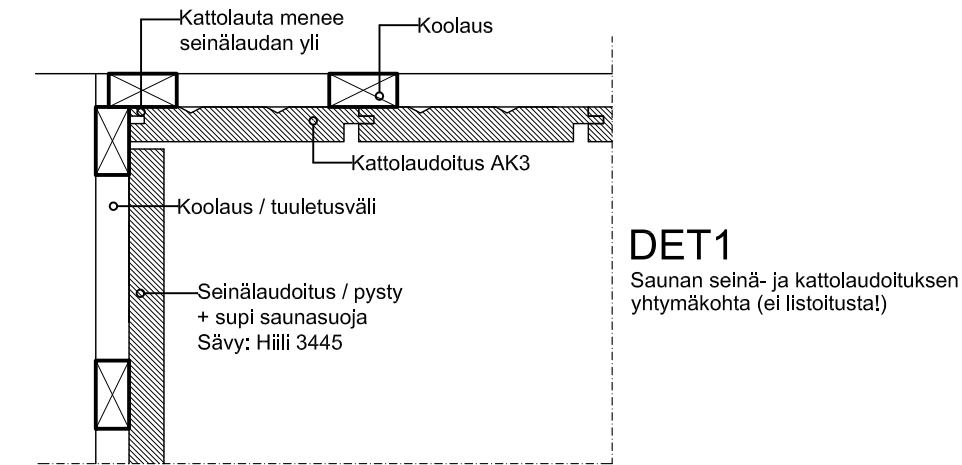 Kattolauta menee
seinälaudan yli
Koolaus
Kattolaudoitus AK3
Koolaus / tuuletusväli
Seinälaudoitus / pysty
+ supi saunasuoja
Sävy: Hiili 3445
DET1
Saunan seinä- ja kattolaudoituksen
yhtymäkohta (ei listoitusta!)